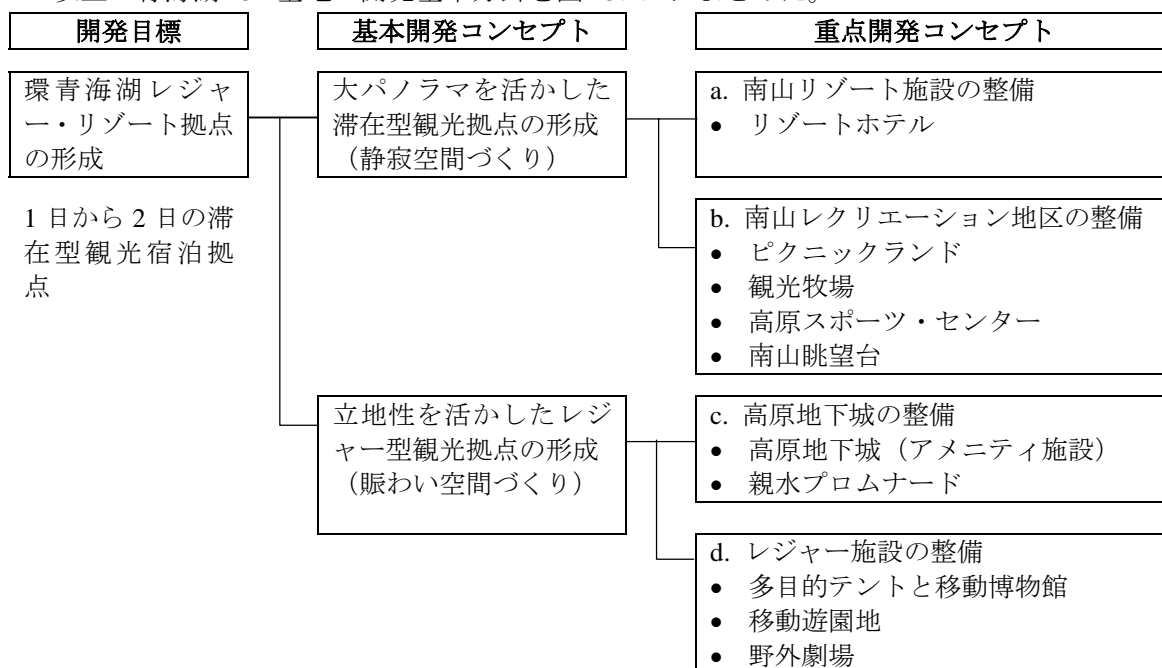 開発目標
基本開発コンセプト
重点開発コンセプト
環青海湖レジャ
ー・リゾート拠点
の形成
1 日から 2 日の滞
在型観光宿泊拠
点
大パノラマを活かした
滞在型観光拠点の形成
（静寂空間づくり）
立地性を活かしたレジ
ャー型観光拠点の形成
（賑わい空間づくり）
a. 南山リゾート施設の整備
• リゾートホテル
b. 南山レクリエーション地区の整備
• ピクニックランド
• 観光牧場
• 高原スポーツ・センター
• 南山眺望台
c. 高原地下城の整備
• 高原地下城（アメニティ施設）
• 親水プロムナード
d. レジャー施設の整備
• 多目的テントと移動博物館
• 移動遊園地
• 野外劇場